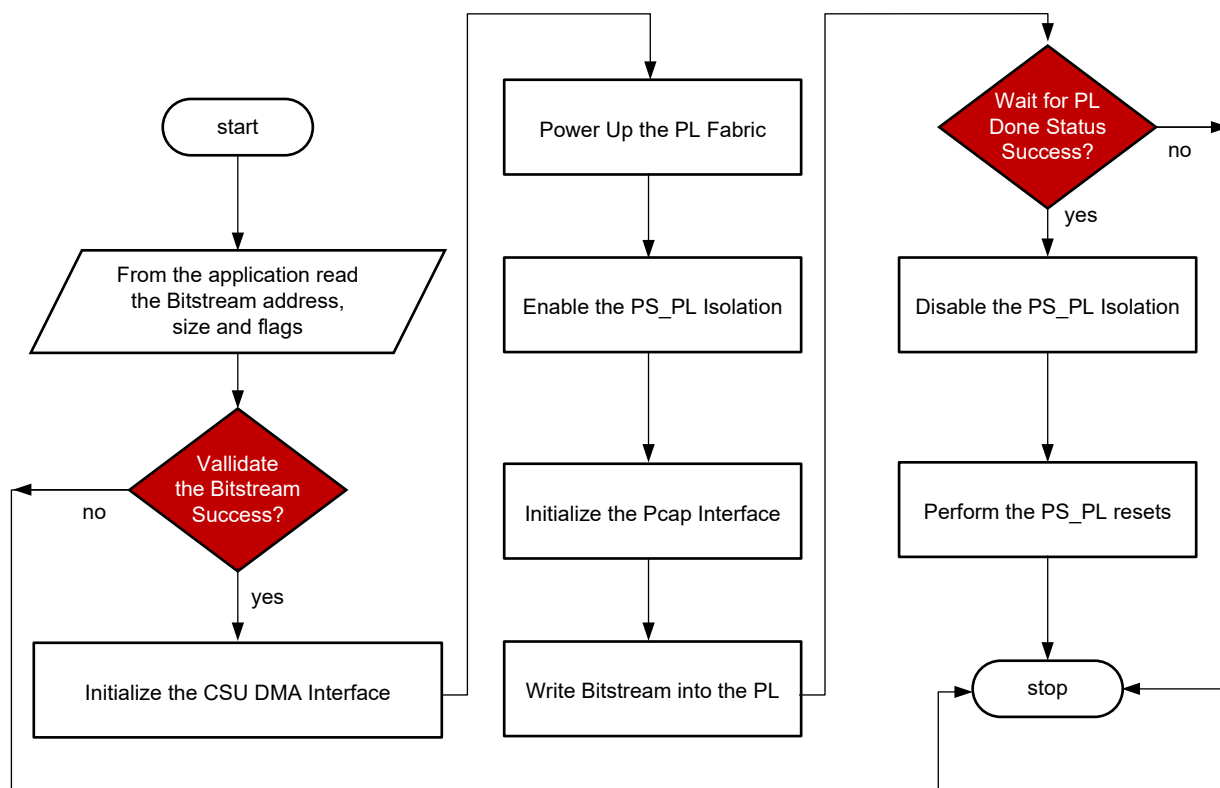 start
From the application read
the Bitstream address,
size and flags
Vallidate
the Bitstream
Success?
no
yes
Initialize the CSU DMA Interface
Power Up the PL Fabric
Enable the PS_PL Isolation
Initialize the Pcap Interface
Write Bitstream into the PL
Wait for PL
Done Status
Success?
no
yes
Disable the PS_PL Isolation
Perform the PS_PL resets
stop